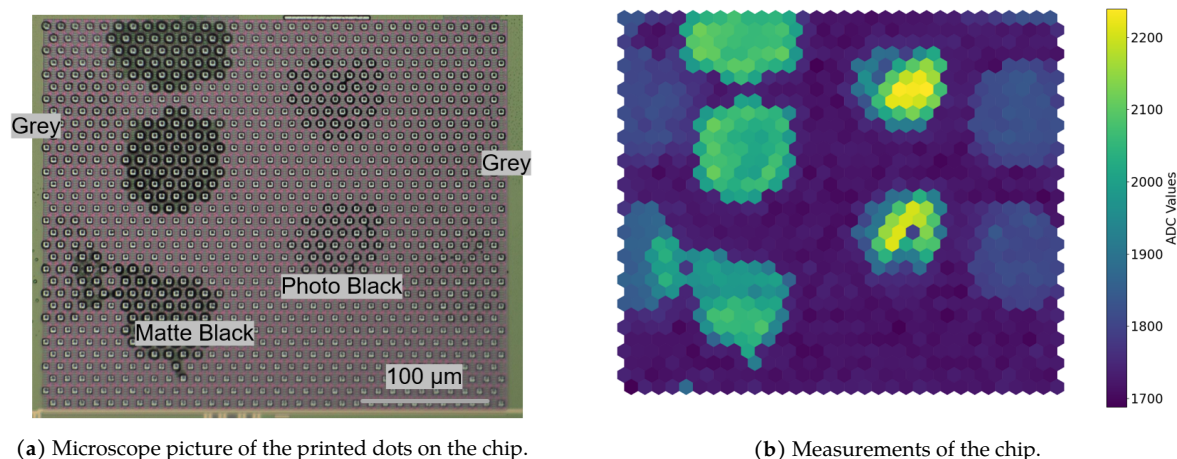 Grey
Grey
Photo Black
Matte Black
100 µm
2200
2100
2000
1900
1800
1700
ADC Values
(a) Microscope picture of the printed dots on the chip.
(b) Measurements of the chip.